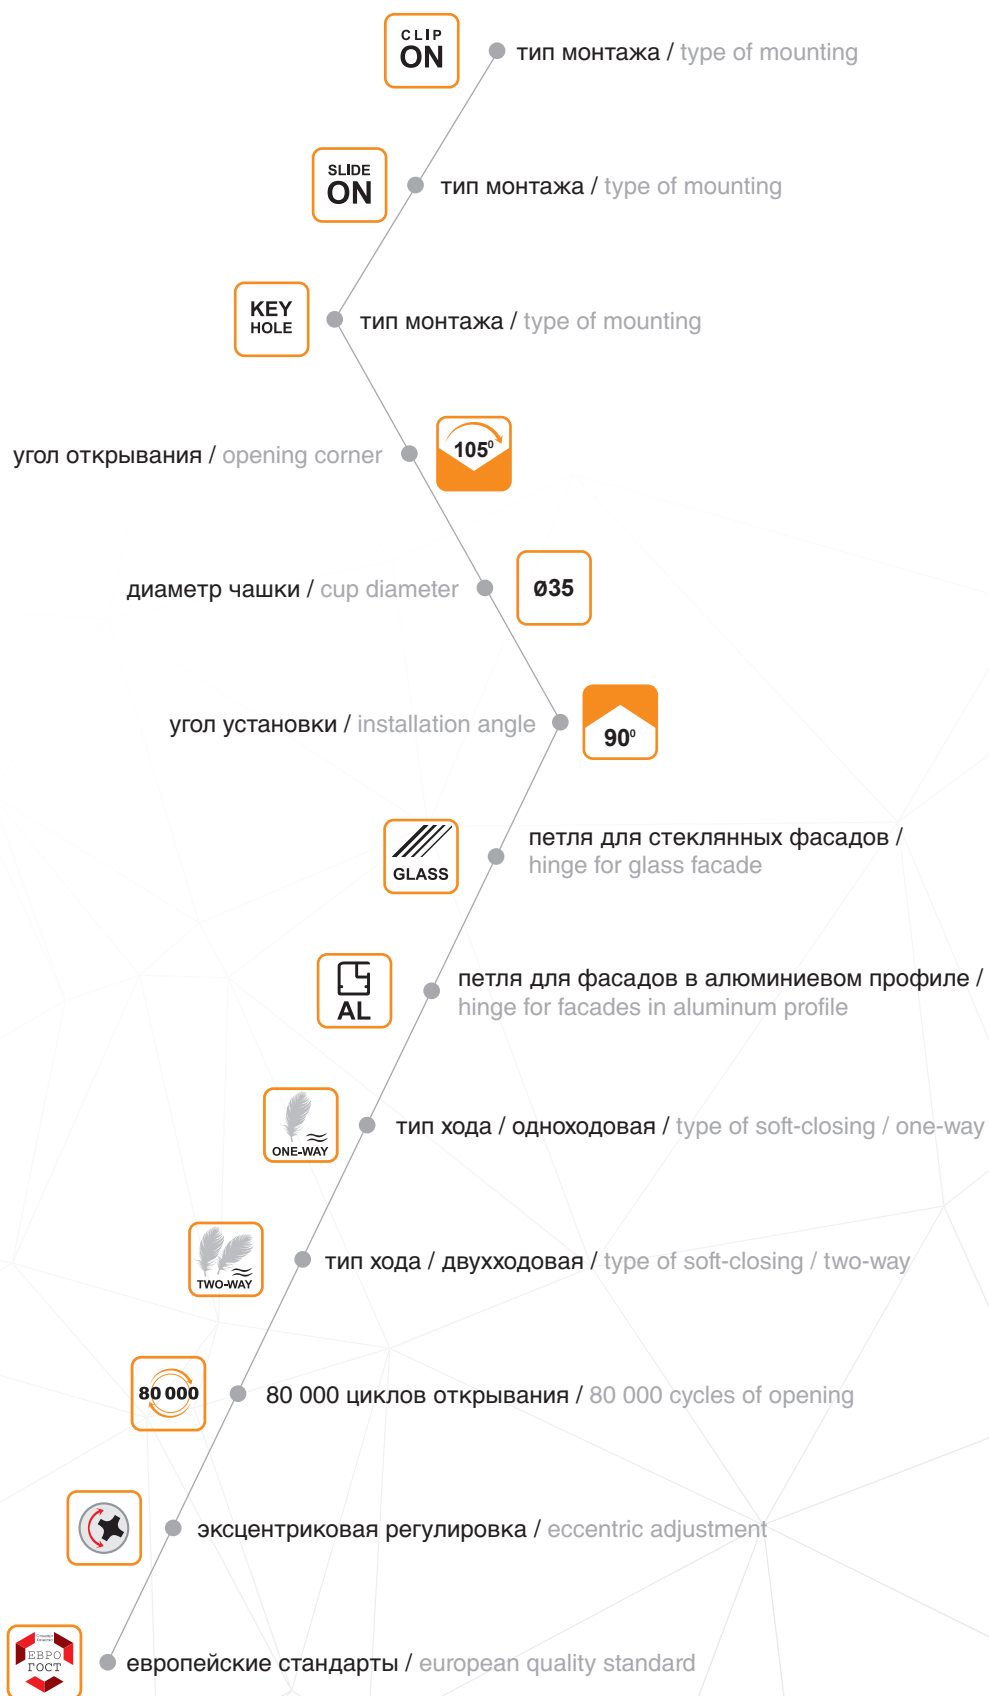 CLIP
ON
тип монтажа / type of mounting
SLIDE
ON
тип монтажа / type of mounting
KEY
HOLE
тип монтажа / type of mounting
угол открывания / opening corner
105⁰
диаметр чашки / cup diameter
Ø35
угол установки / installation angle
90⁰
GLASS
петля для стеклянных фасадов /
hinge for glass facade
AL
петля для фасадов в алюминиевом профиле /
hinge for facades in aluminum profile
ONE-WAY
тип хода / одноходовая / type of soft-closing / one-way
TWO-WAY
тип хода / двухходовая / type of soft-closing / two-way
80 000
80 000 циклов открывания / 80 000 cycles of opening
эксцентриковая регулировка / eccentric adjustment
ЕВРО
ГОСТ
европейские стандарты / european quality standard